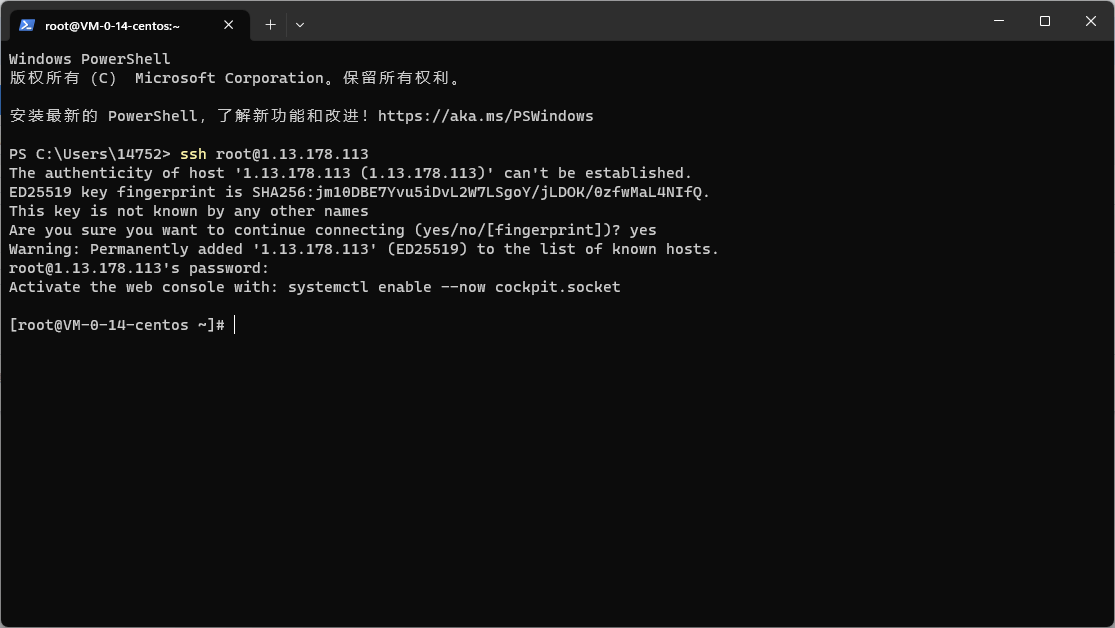 root@VM-0-14-centos:~
Windows PowerShell
版权所有 (C) Microsoft Corporation。保留所有权利。
安装最新的 PowerShell，了解新功能和改进！https://aka.ms/PSWindows
PS C:\Users\14752> ssh root@1.13.178.113
The authenticity of host '1.13.178.113 (1.13.178.113)' can't be established.
ED25519 key fingerprint is SHA256:jm10DBE7Yvu5iDvL2W7LSgoY/jLDOK/0zfwMaL4NIfQ.
This key is not known by any other names
Are you sure you want to continue connecting (yes/no/[fingerprint])? yes
Warning: Permanently added '1.13.178.113' (ED25519) to the list of known hosts.
root@1.13.178.113's password:
Activate the web console with: systemctl enable --now cockpit.socket
[root@VM-0-14-centos ~]#